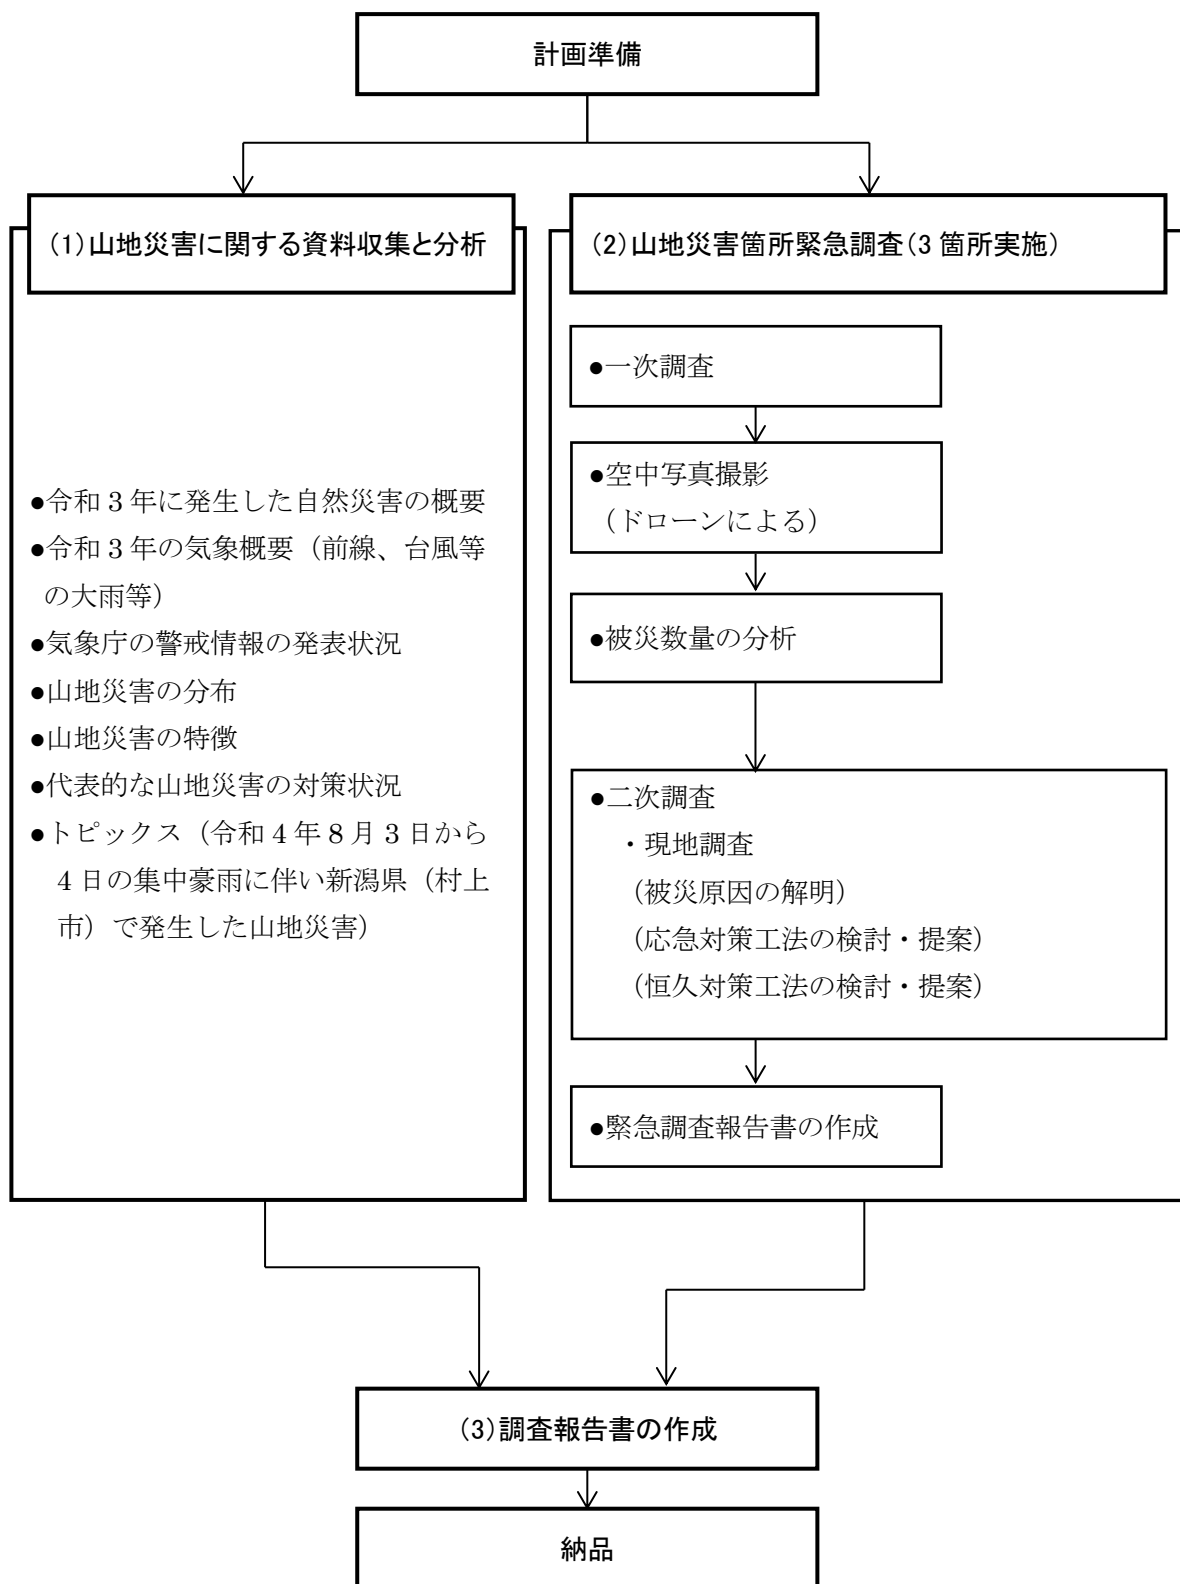 計画準備
(1)山地災害に関する資料収集と分析
●令和 3 年に発生した自然災害の概要
●令和 3 年の気象概要（前線、台風等
の大雨等）
●気象庁の警戒情報の発表状況
●山地災害の分布
●山地災害の特徴
●代表的な山地災害の対策状況
●トピックス（令和 4 年 8 月 3 日から
4 日の集中豪雨に伴い新潟県（村上
市）で発生した山地災害）
(2)山地災害箇所緊急調査(3 箇所実施)
●一次調査
●空中写真撮影
（ドローンによる）
●被災数量の分析
●二次調査
・現地調査
（被災原因の解明）
（応急対策工法の検討・提案）
（恒久対策工法の検討・提案）
●緊急調査報告書の作成
(3)調査報告書の作成
納品